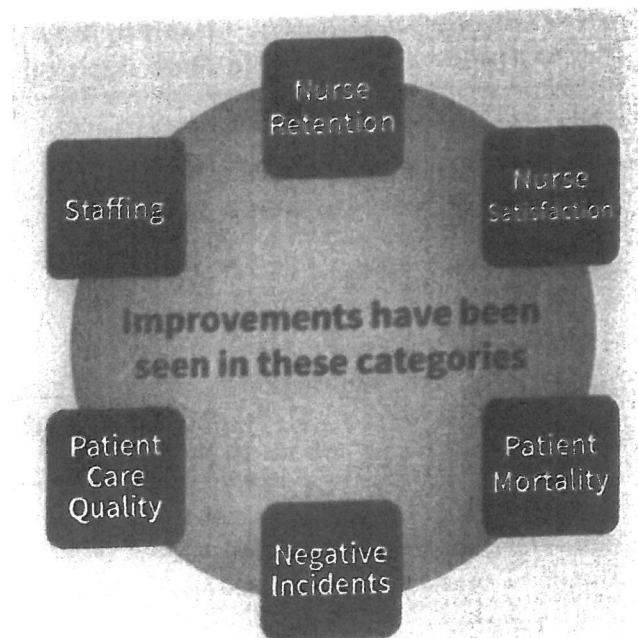 Nurse
Retention
Nurse
Satisfaction
Staffing
Improvements have been
seen in these categories
Patient
Care
Quality
Patient
Mortality
Negative
Incidents